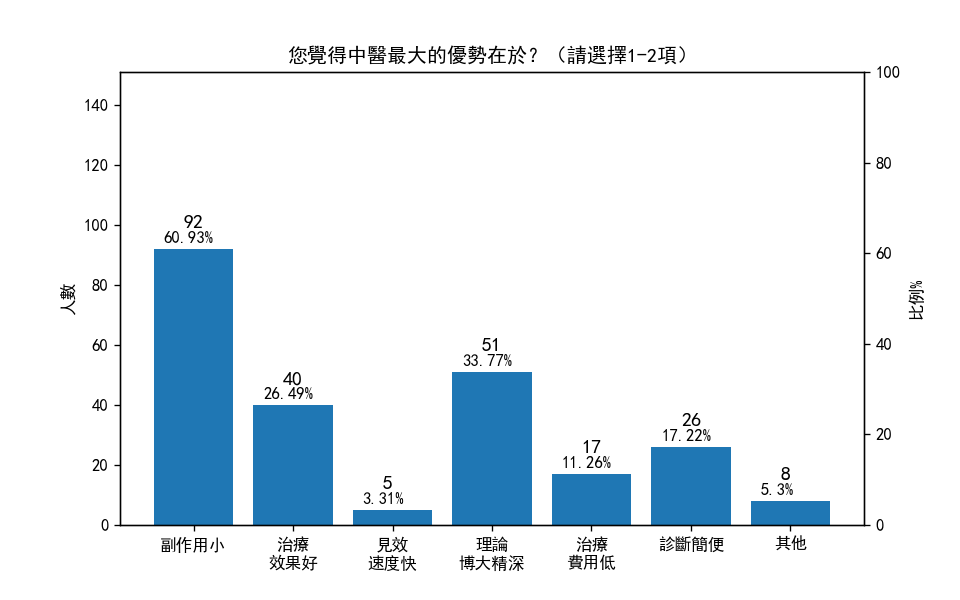 您覺得中醫最大的優勢在於?（請選擇1-2項）
人數
140
120
100
80
60
40
20
0
100
80
60
40
20
0
比例%
92
60.93%
40
26.49%
5
3.31%
51
33.77%
17
11.26%
26
17.22%
8
5.3%
副作用小
治療
效果好
見效
速度快
理論
博大精深
治療
費用低
診斷簡便
其他